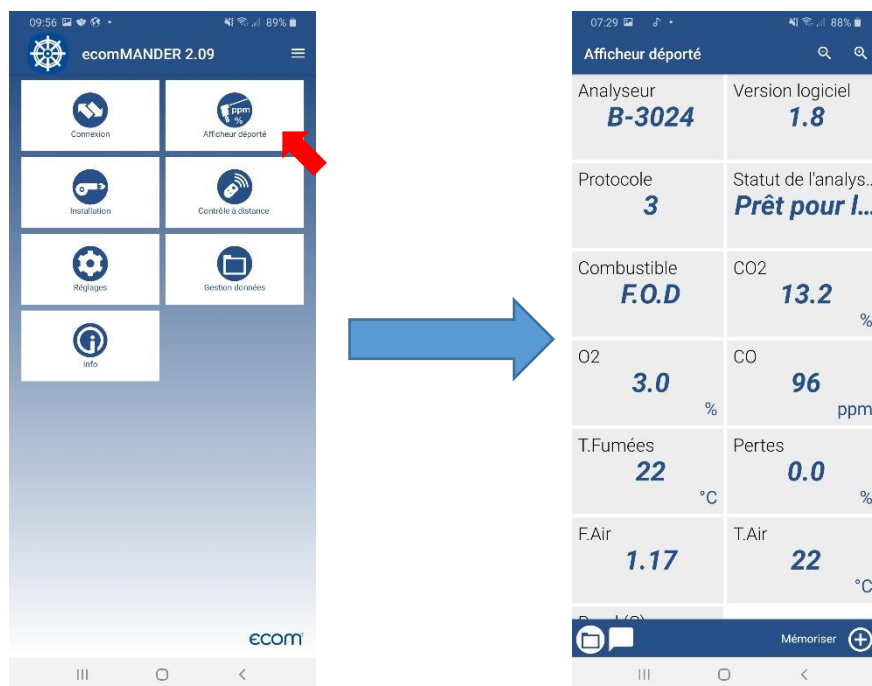 09:56
89%
ecomMANDER 2.09
Connexion
ppm
%
Afficheur déporté
Installation
Contrôle à distance
Réglages
Gestion données
Info
ecom
07:29
88%
Afficheur déporté
Analyseur
B-3024
Version logiciel
1.8
Protocole
3
Statut de l'analys...
Prêt pour l...
Combustible
F.O.D
CO2
13.2
%
O2
3.0
%
CO
96
ppm
T.Fumées
22
°C
Pertes
0.0
%
F.Air
1.17
T.Air
22
°C
Mémoriser